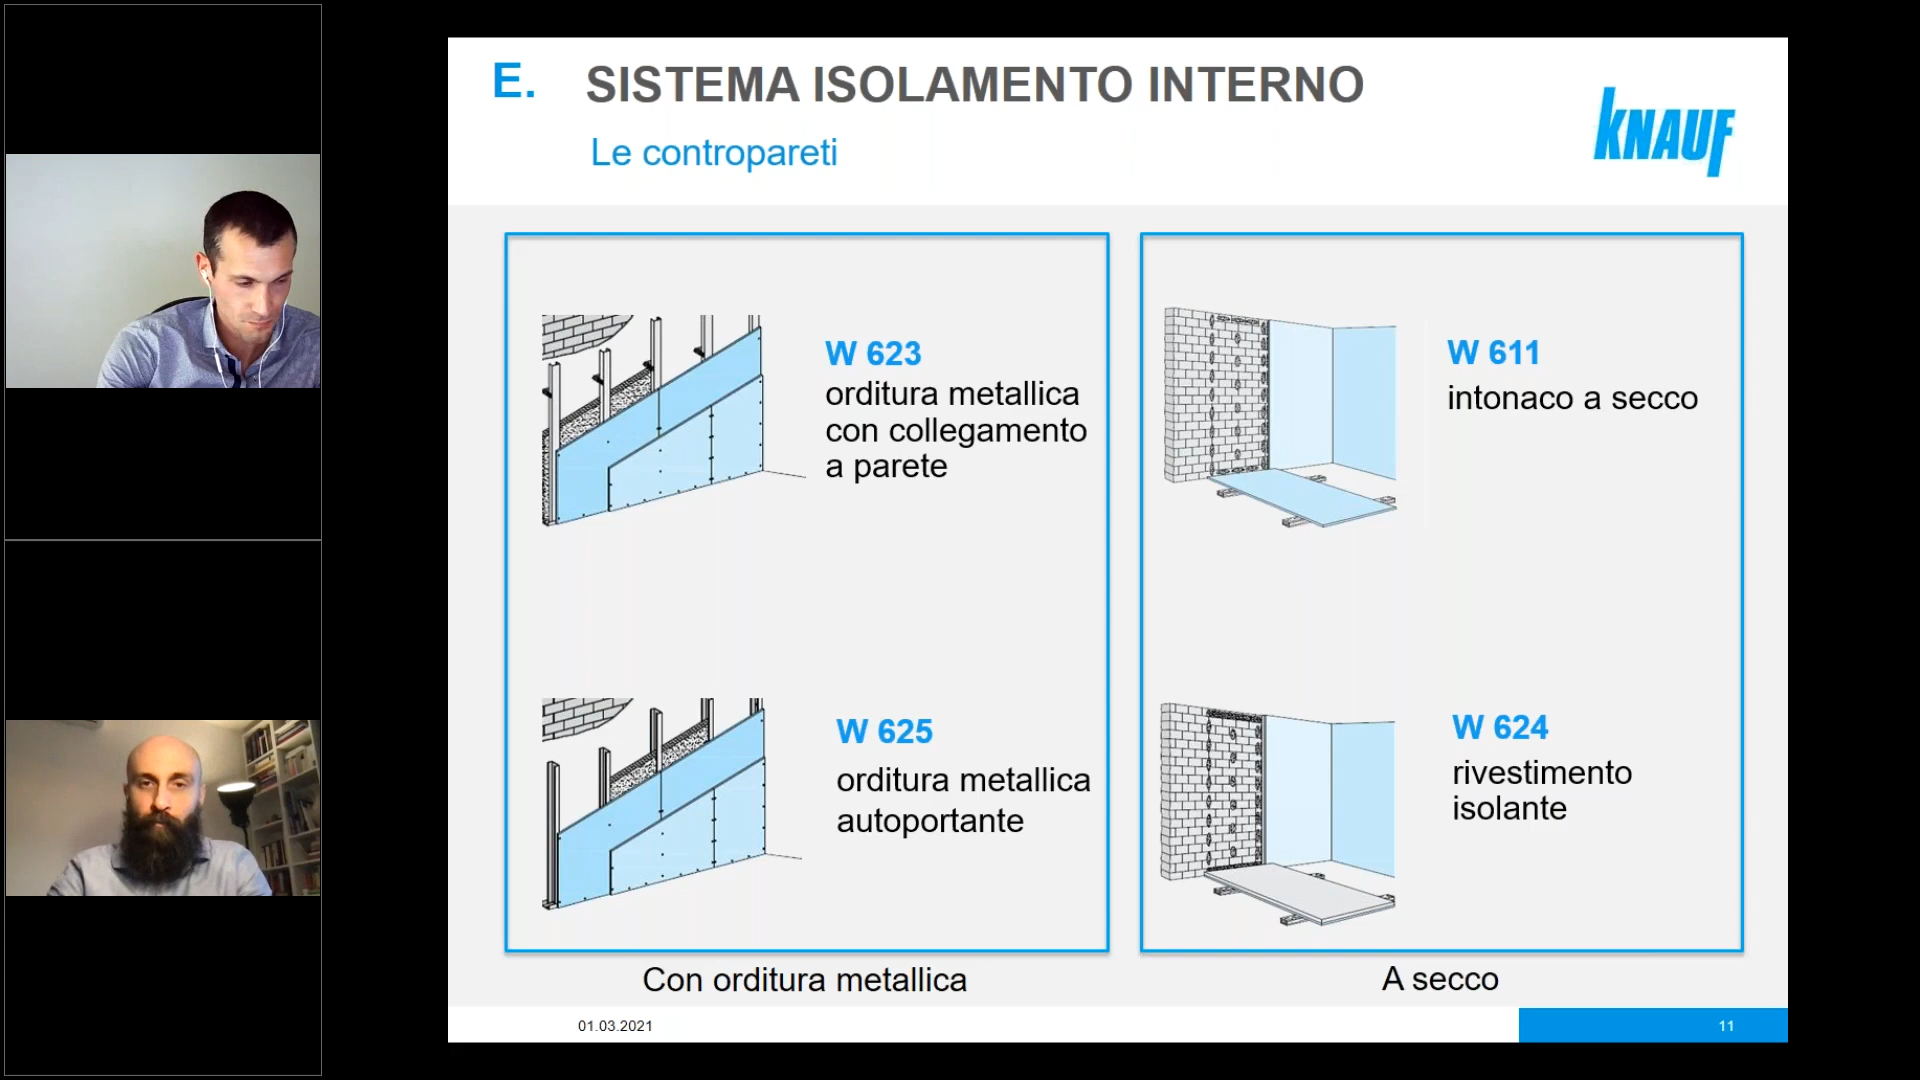 E. SISTEMA ISOLAMENTO INTERNO
Le contropareti
KNAUF
W 623
orditura metallica
con collegamento
a parete
W 625
orditura metallica
autoportante
Con orditura metallica
W 611
intonaco a secco
W 624
rivestimento
isolante
A secco
01.03.2021
11